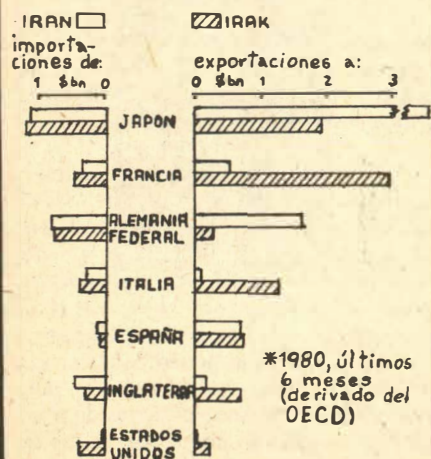 IRAN IRAK
importa-
ciones de:
exportaciones a:
1 $bn 0
0 $bn 1 2 3
JAPON
FRANCIA
ALEMANIA
FEDERAL
ITALIA
ESPAÑA
INGLATERRA
ESTADOS
UNIDOS
*1980, últimos
6 meses
(derivado del
OECD)